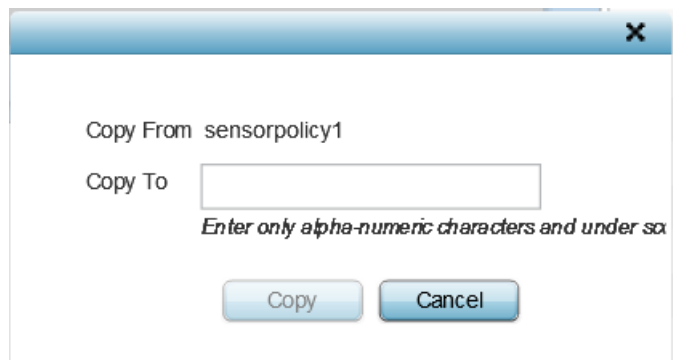 Copy From sensorpolicy1
Copy To
Enter only alpha-numeric characters and under
Copy Cancel